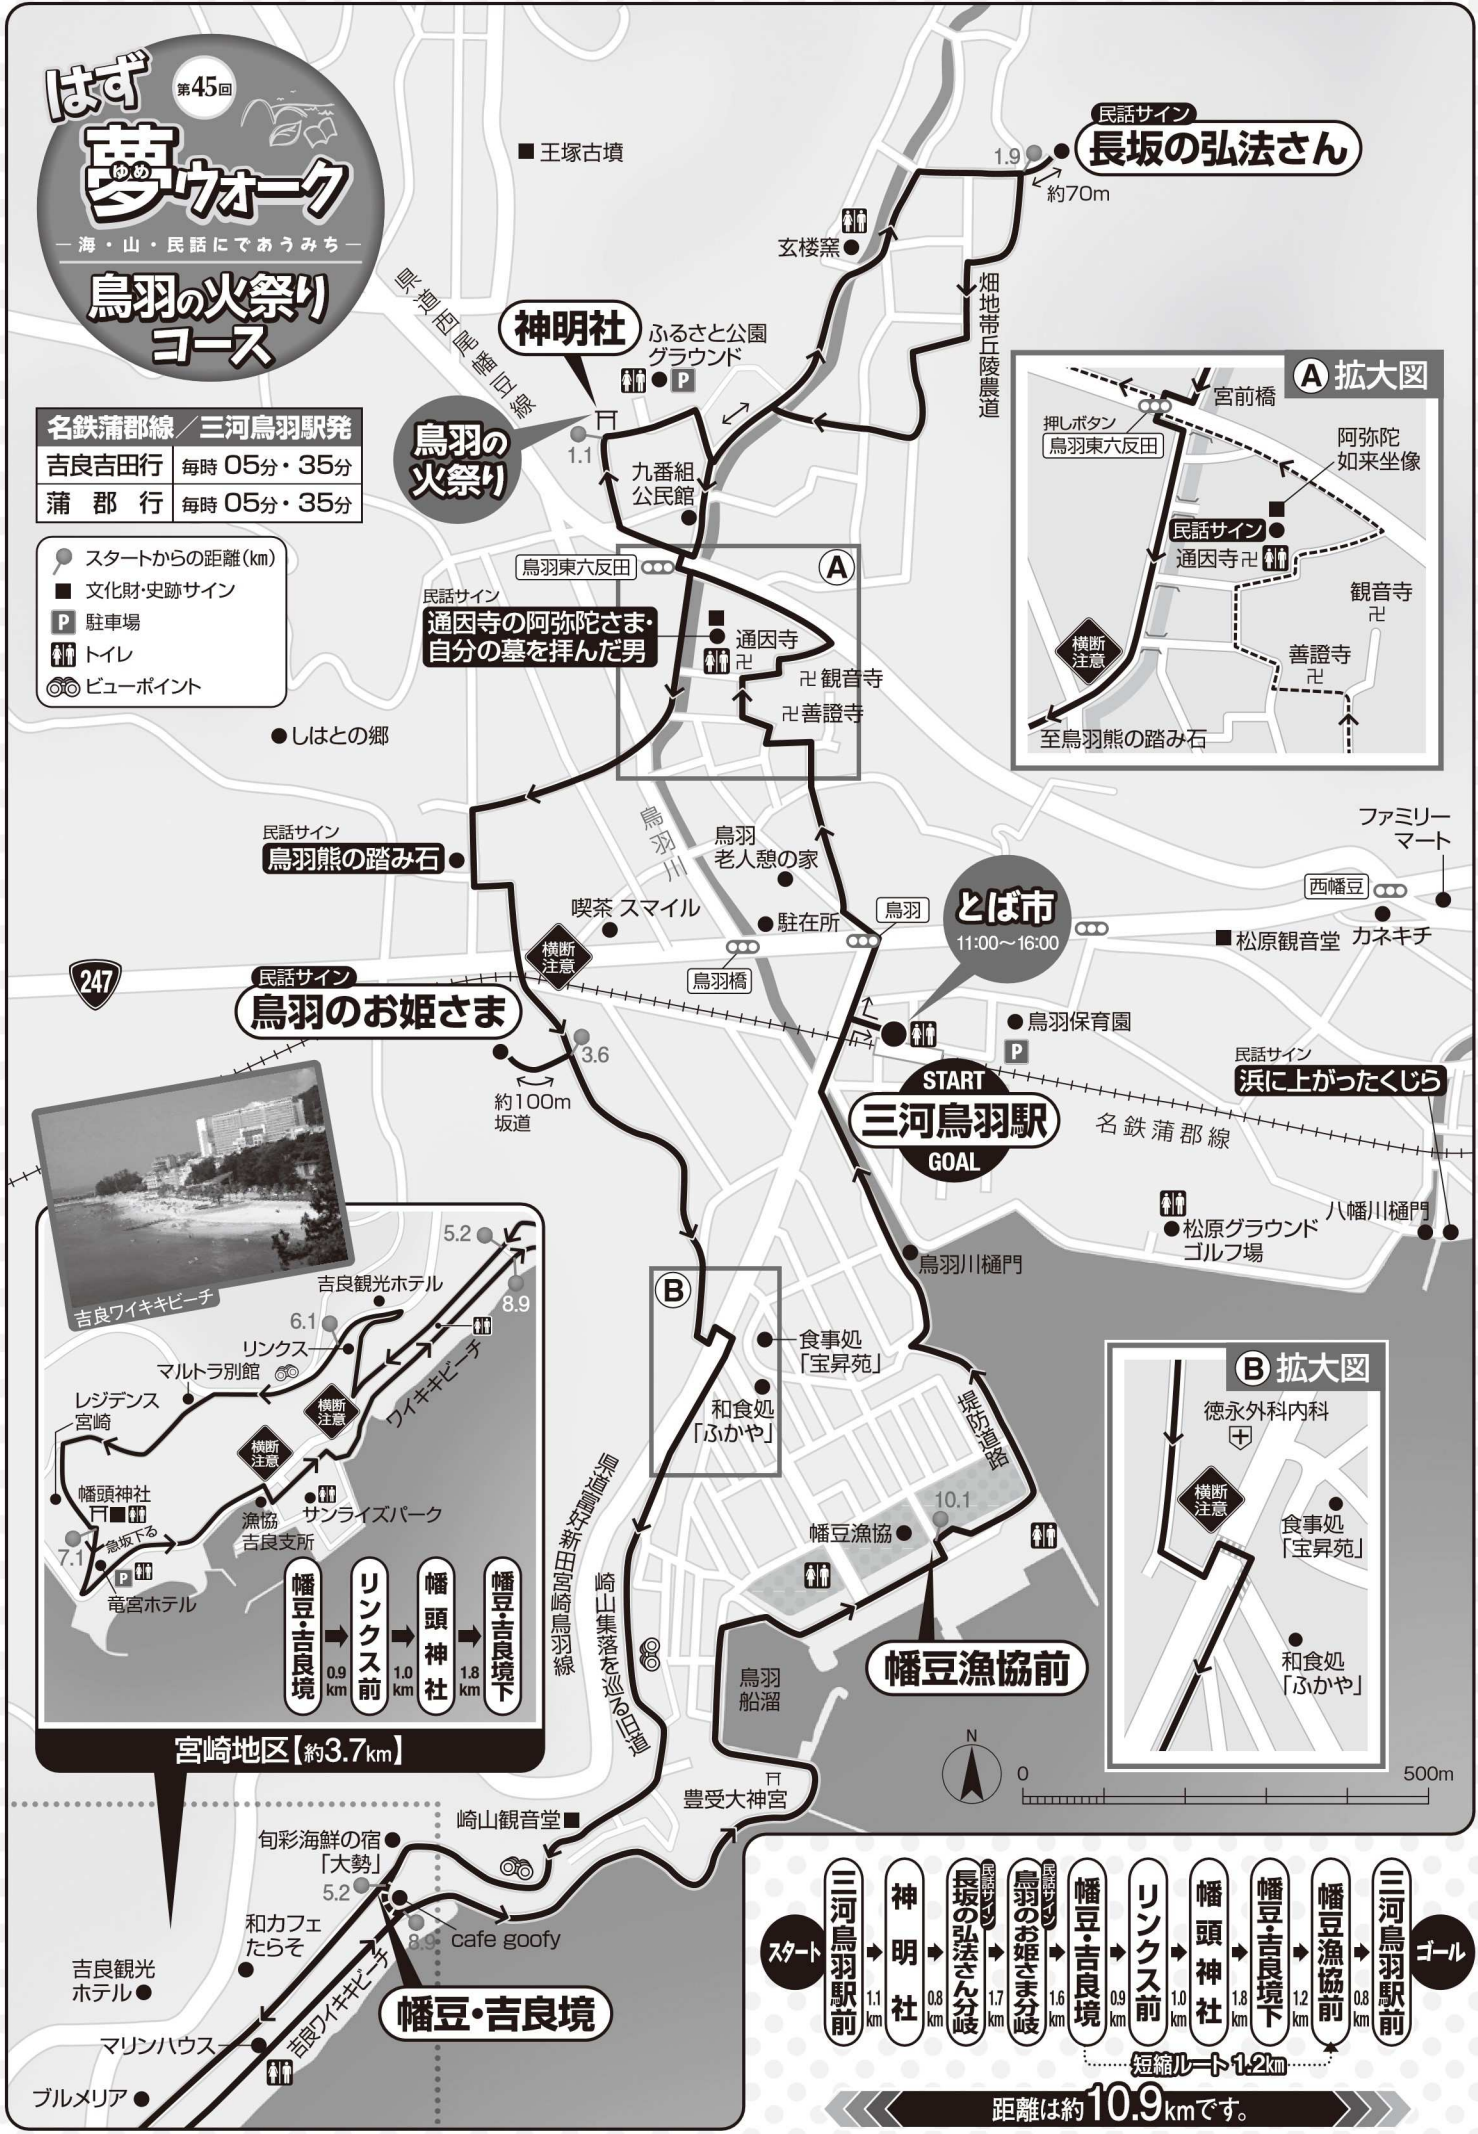 はず
第45回
夢ウォーク
ゆめ
―海・山・民話にであうみち―
鳥羽の火祭り
コース
名鉄蒲郡線／三河鳥羽駅発
吉良吉田行 毎時 05分・35分
蒲郡行 毎時 05分・35分
スタートからの距離(km)
文化財・史跡サイン
P 駐車場
トイレ
ビューポイント
王塚古墳
民話サイン
長坂の弘法さん
1.9
約70m
玄楼窯
畑地帯丘陵農道
県道西尾幡豆線
神明社
ふるさと公園
グラウンド
P
鳥羽の
火祭り
1.1
九番組
公民館
鳥羽東六反田
A
民話サイン
通因寺の阿弥陀さま・
自分の墓を拝んだ男
通因寺
卍
卍観音寺
卍善證寺
A 拡大図
宮前橋
押しボタン
鳥羽東六反田
阿弥陀
如来坐像
民話サイン
通因寺卍
観音寺
卍
善證寺
卍
横断
注意
至鳥羽熊の踏み石
しはとの郷
民話サイン
鳥羽熊の踏み石
鳥羽川
鳥羽
老人憩の家
喫茶 スマイル
駐在所
鳥羽
鳥羽橋
とば市
11:00～16:00
ファミリー
マート
西幡豆
松原観音堂
カネキチ
横断
注意
247
民話サイン
鳥羽のお姫さま
3.6
約100m
坂道
鳥羽保育園
P
START
三河鳥羽駅
GOAL
名鉄蒲郡線
民話サイン
浜に上がったくじら
八幡川樋門
松原グラウンド
ゴルフ場
鳥羽川樋門
吉良ワイキキビーチ
5.2
8.9
吉良観光ホテル
6.1
リンクス
マルトラ別館
レジデンス
宮崎
横断
注意
横断
注意
ワイキキビーチ
幡頭神社
急坂下る
7.1
P
竜宮ホテル
漁協
吉良支所
サンライズパーク
幡豆・吉良境
0.9km
リンクス前
1.0km
幡頭神社
1.8km
幡豆・吉良境下
宮崎地区【約3.7km】
B
食事処
「宝昇苑」
和食処
「ふかや」
堤防道路
10.1
幡豆漁協
幡豆漁協前
県道富好新田宮崎鳥羽線
崎山集落を巡る旧道
鳥羽
船溜
豊受大神宮
崎山観音堂
B 拡大図
徳永外科内科
横断
注意
食事処
「宝昇苑」
和食処
「ふかや」
N
0 500m
旬彩海鮮の宿
「大勢」
5.2
8.9
cafe goofy
和カフェ
たらそ
吉良観光
ホテル
幡豆・吉良境
吉良ワイキキビーチ
マリンハウス
ブルメリア
スタート
三河鳥羽駅前
1.1km
神明社
0.8km
民話サイン
長坂の弘法さん分岐
1.7km
民話サイン
鳥羽のお姫さま分岐
1.6km
幡豆・吉良境
0.9km
リンクス前
1.0km
幡頭神社
1.8km
幡豆・吉良境下
1.2km
幡豆漁協前
0.8km
三河鳥羽駅前
ゴール
短縮ルート 1.2km
距離は約10.9kmです。